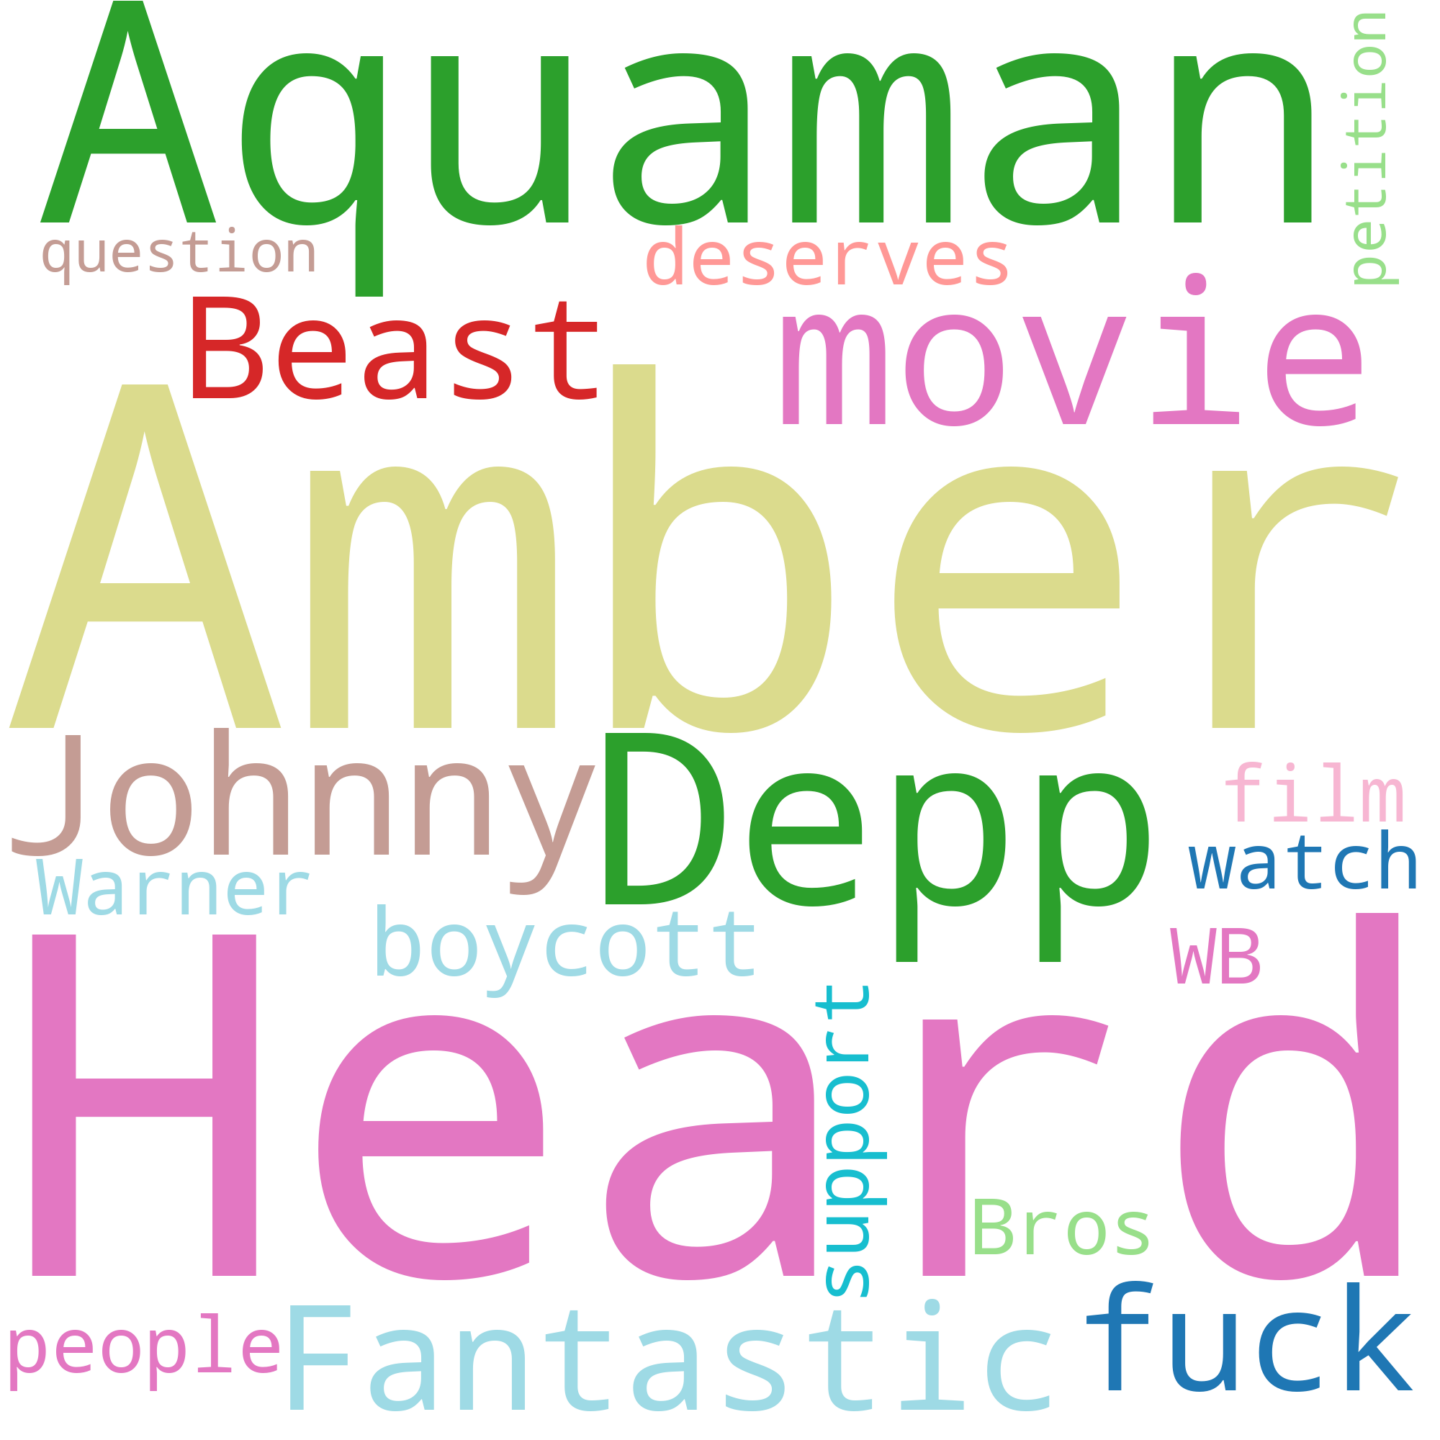 Aquaman
petition
question
deserves
Beast
movie
Amber
Johnny
Depp
film
watch
Warner
boycott
WB
Heard
support
Bros
people
Fantastic
fuck